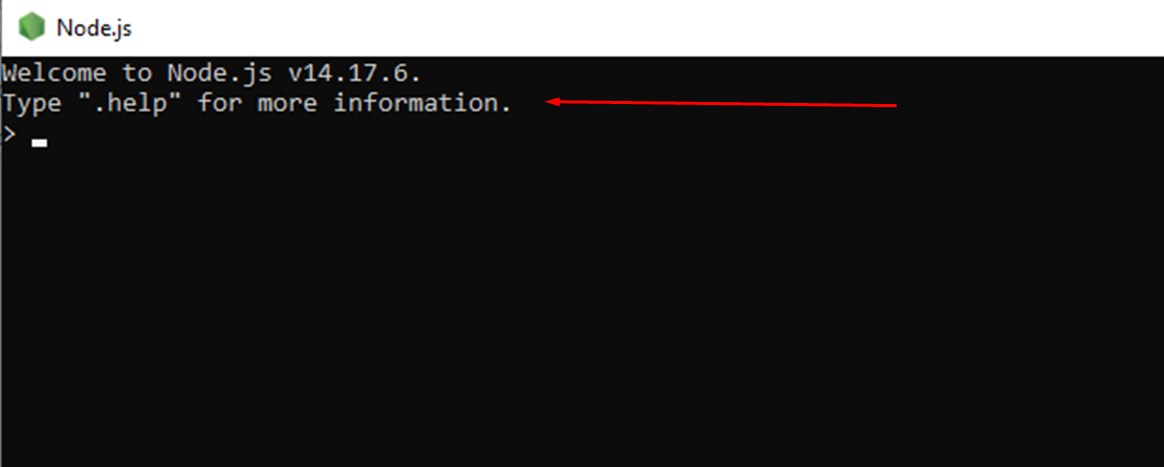 Node.js
Welcome to Node.js v14.17.6.
Type ".help" for more information.
>